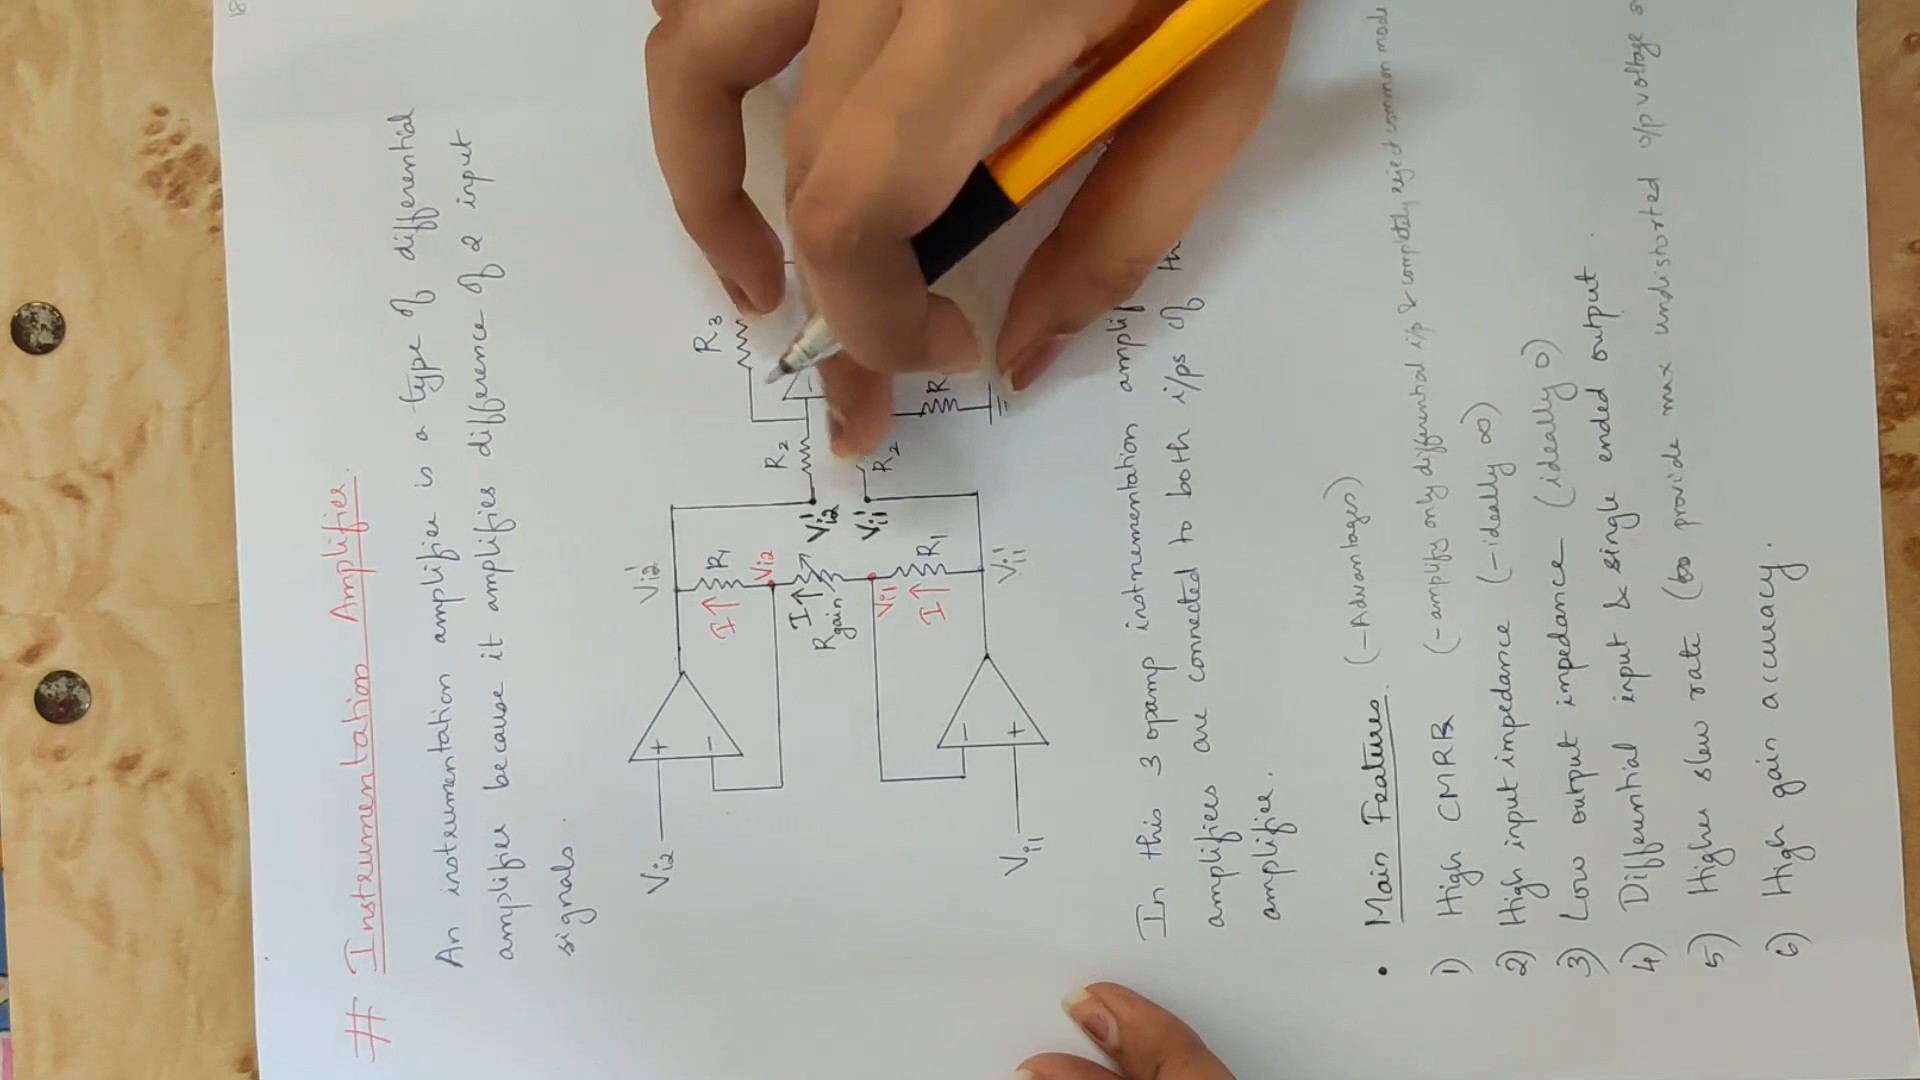 # Instrumentation Amplifier.
An instrumentation amplifier is a type of differential
amplifier because it amplifies difference of 2 input
signals.
Vi2
+
-
Vi2'
R1
I
Vi2
I
Rgain
Vi1
I
R1
Vi1'
-
+
Vi1
Vi2'
Vi1'
R2
R3
-
R2
R
In this 3 opamp instrumentation
amplifiers are connected to both i/ps of
amplifier.
• Main Features. (-Advantages)
1) High CMRR (-amplify only differential i/p & completely reject common mode
2) High input impedance (-ideally ∞)
3) Low output impedance (ideally 0)
4) Differential input & single ended output.
5) Higher slew rate (to provide max undistorted o/p voltage
6) High gain accuracy.